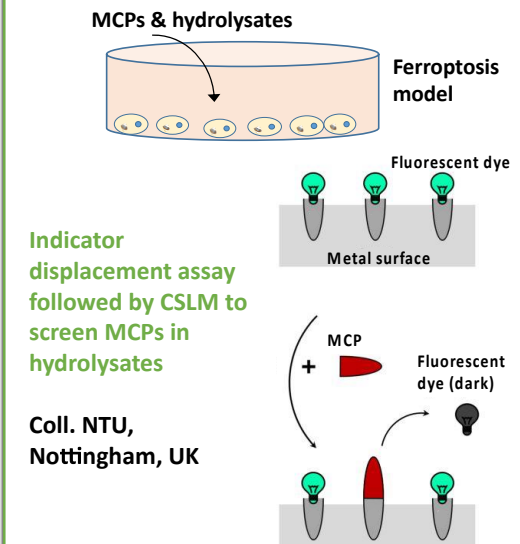 MCPs & hydrolysates
Ferroptosis
model
Fluorescent dye
Metal surface
Indicator
displacement assay
followed by CSLM to
screen MCPs in
hydrolysates
MCP
+
Fluorescent
dye (dark)
Coll. NTU,
Nottingham, UK